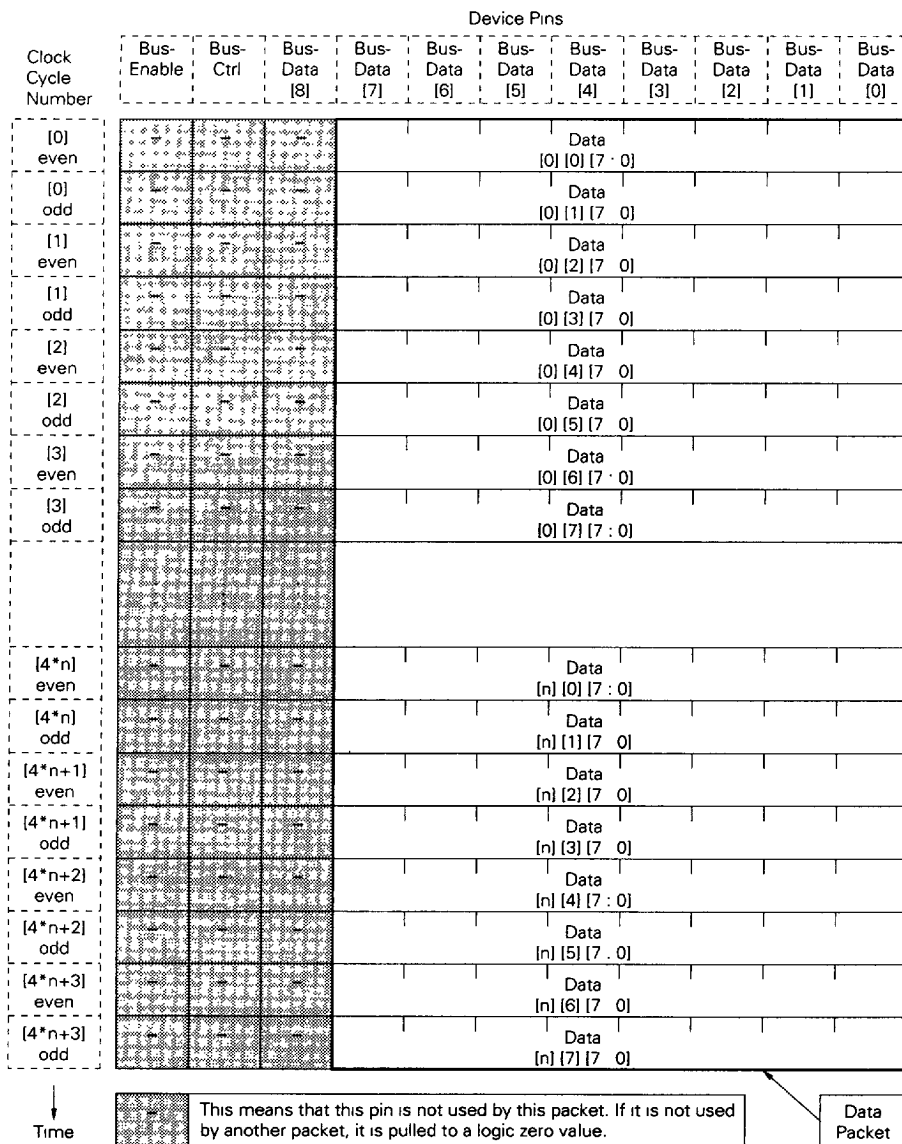 Device Pins
Clock Cycle Number
Bus-Enable Bus-Ctrl Bus-Data [8] Bus-Data [7] Bus-Data [6] Bus-Data [5] Bus-Data [4] Bus-Data [3] Bus-Data [2] Bus-Data [1] Bus-Data [0]
[0] even - - - Data [0] [0] [7 : 0]
[0] odd - - - Data [0] [1] [7 0]
[1] even - - - Data [0] [2] [7 0]
[1] odd - - - Data [0] [3] [7 0]
[2] even - - - Data [0] [4] [7 0]
[2] odd - - - Data [0] [5] [7 0]
[3] even - - - Data [0] [6] [7 : 0]
[3] odd - - - Data [0] [7] [7 : 0]
[4*n] even - - - Data [n] [0] [7 : 0]
[4*n] odd - - - Data [n] [1] [7 0]
[4*n+1] even - - - Data [n] [2] [7 0]
[4*n+1] odd - - - Data [n] [3] [7 0]
[4*n+2] even - - - Data [n] [4] [7 : 0]
[4*n+2] odd - - - Data [n] [5] [7 . 0]
[4*n+3] even - - - Data [n] [6] [7 0]
[4*n+3] odd - - - Data [n] [7] [7 0]
Time
-
This means that this pin is not used by this packet. If it is not used
by another packet, it is pulled to a logic zero value.
Data
Packet